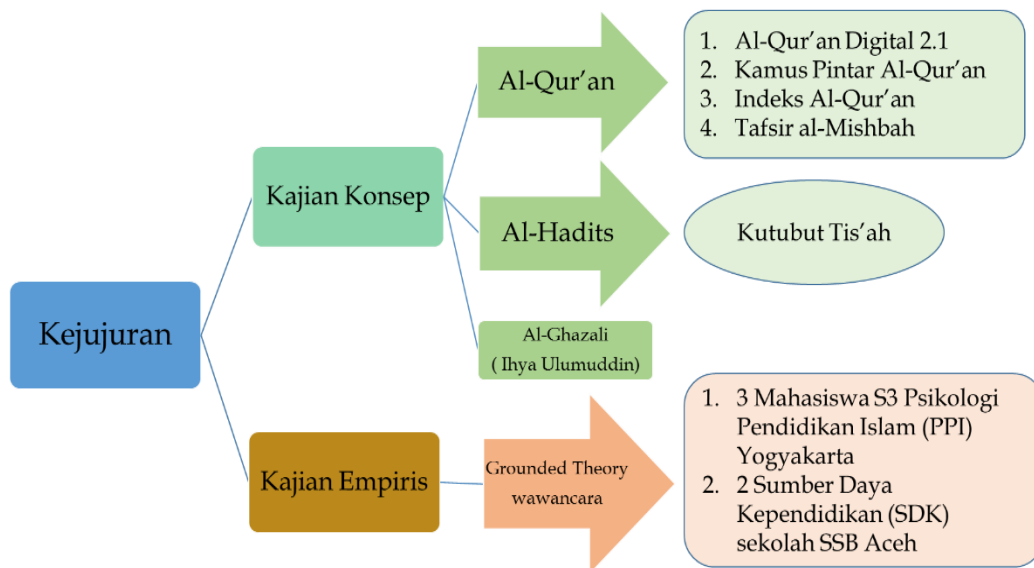 Kejujuran
Kajian Konsep
Al-Qur'an
1. Al-Qur'an Digital 2.1
2. Kamus Pintar Al-Qur'an
3. Indeks Al-Qur'an
4. Tafsir al-Mishbah
Al-Hadits
Kutubut Tis'ah
Al-Ghazali
( Ihya Ulumuddin)
Kajian Empiris
Grounded Theory
wawancara
1. 3 Mahasiswa S3 Psikologi
Pendidikan Islam (PPI)
Yogyakarta
2. 2 Sumber Daya
Kependidikan (SDK)
sekolah SSB Aceh